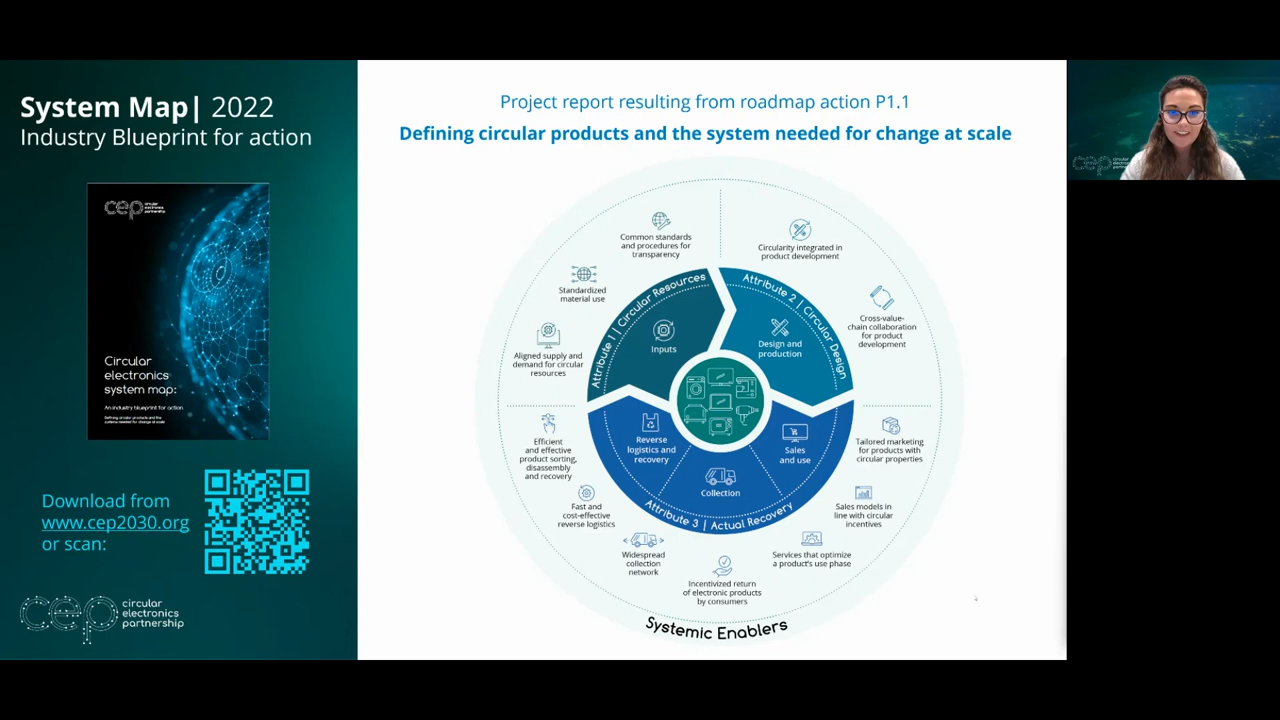 System Map| 2022
Industry Blueprint for action
cep circular
electronics
partnership
Circular
electronics
system map:
An industry blueprint for action
Defining circular products and the
systems needed for change at scale
Download from
www.cep2030.org
or scan:
cep circular
electronics
partnership
Project report resulting from roadmap action P1.1
Defining circular products and the system needed for change at scale
Common standards
and procedures for
transparency
Standardized
material use
Aligned supply and
demand for circular
resources
Circularity integrated in
product development
Cross-value-
chain collaboration
for product
development
Attribute 1 | Circular Resources
Inputs
Attribute 2 | Circular Design
Design and
production
Attribute 3 | Actual Recovery
Reverse
logistics and
recovery
Collection
Sales
and use
Efficient
and effective
product sorting,
disassembly
and recovery
Fast and
cost-effective
reverse logistics
Widespread
collection
network
Incentivized return
of electronic products
by consumers
Services that optimize
a product's use phase
Sales models in
line with circular
incentives
Tailored marketing
for products with
circular properties
Systemic Enablers
cep circular
electronics